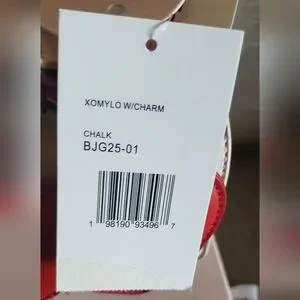 XOMYLO W/CHARM
CHALK
BJG25-01
1 98190 93496 7